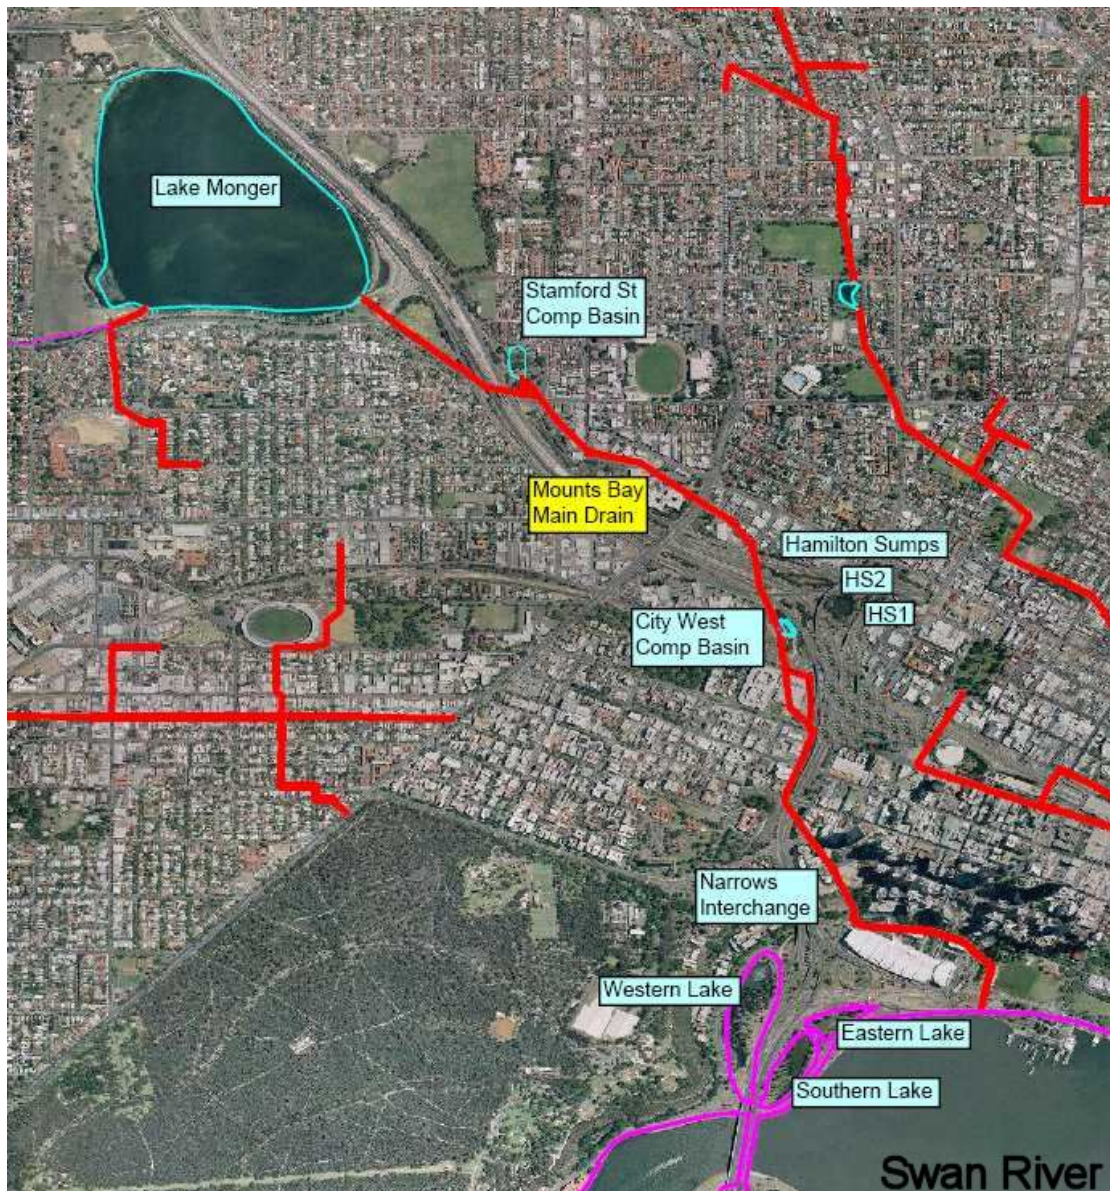 Lake Monger
Stamford St
Comp Basin
Mounts Bay
Main Drain
Hamilton Sumps
HS2
HS1
City West
Comp Basin
Narrows
Interchange
Western Lake
Eastern Lake
Southern Lake
Swan River